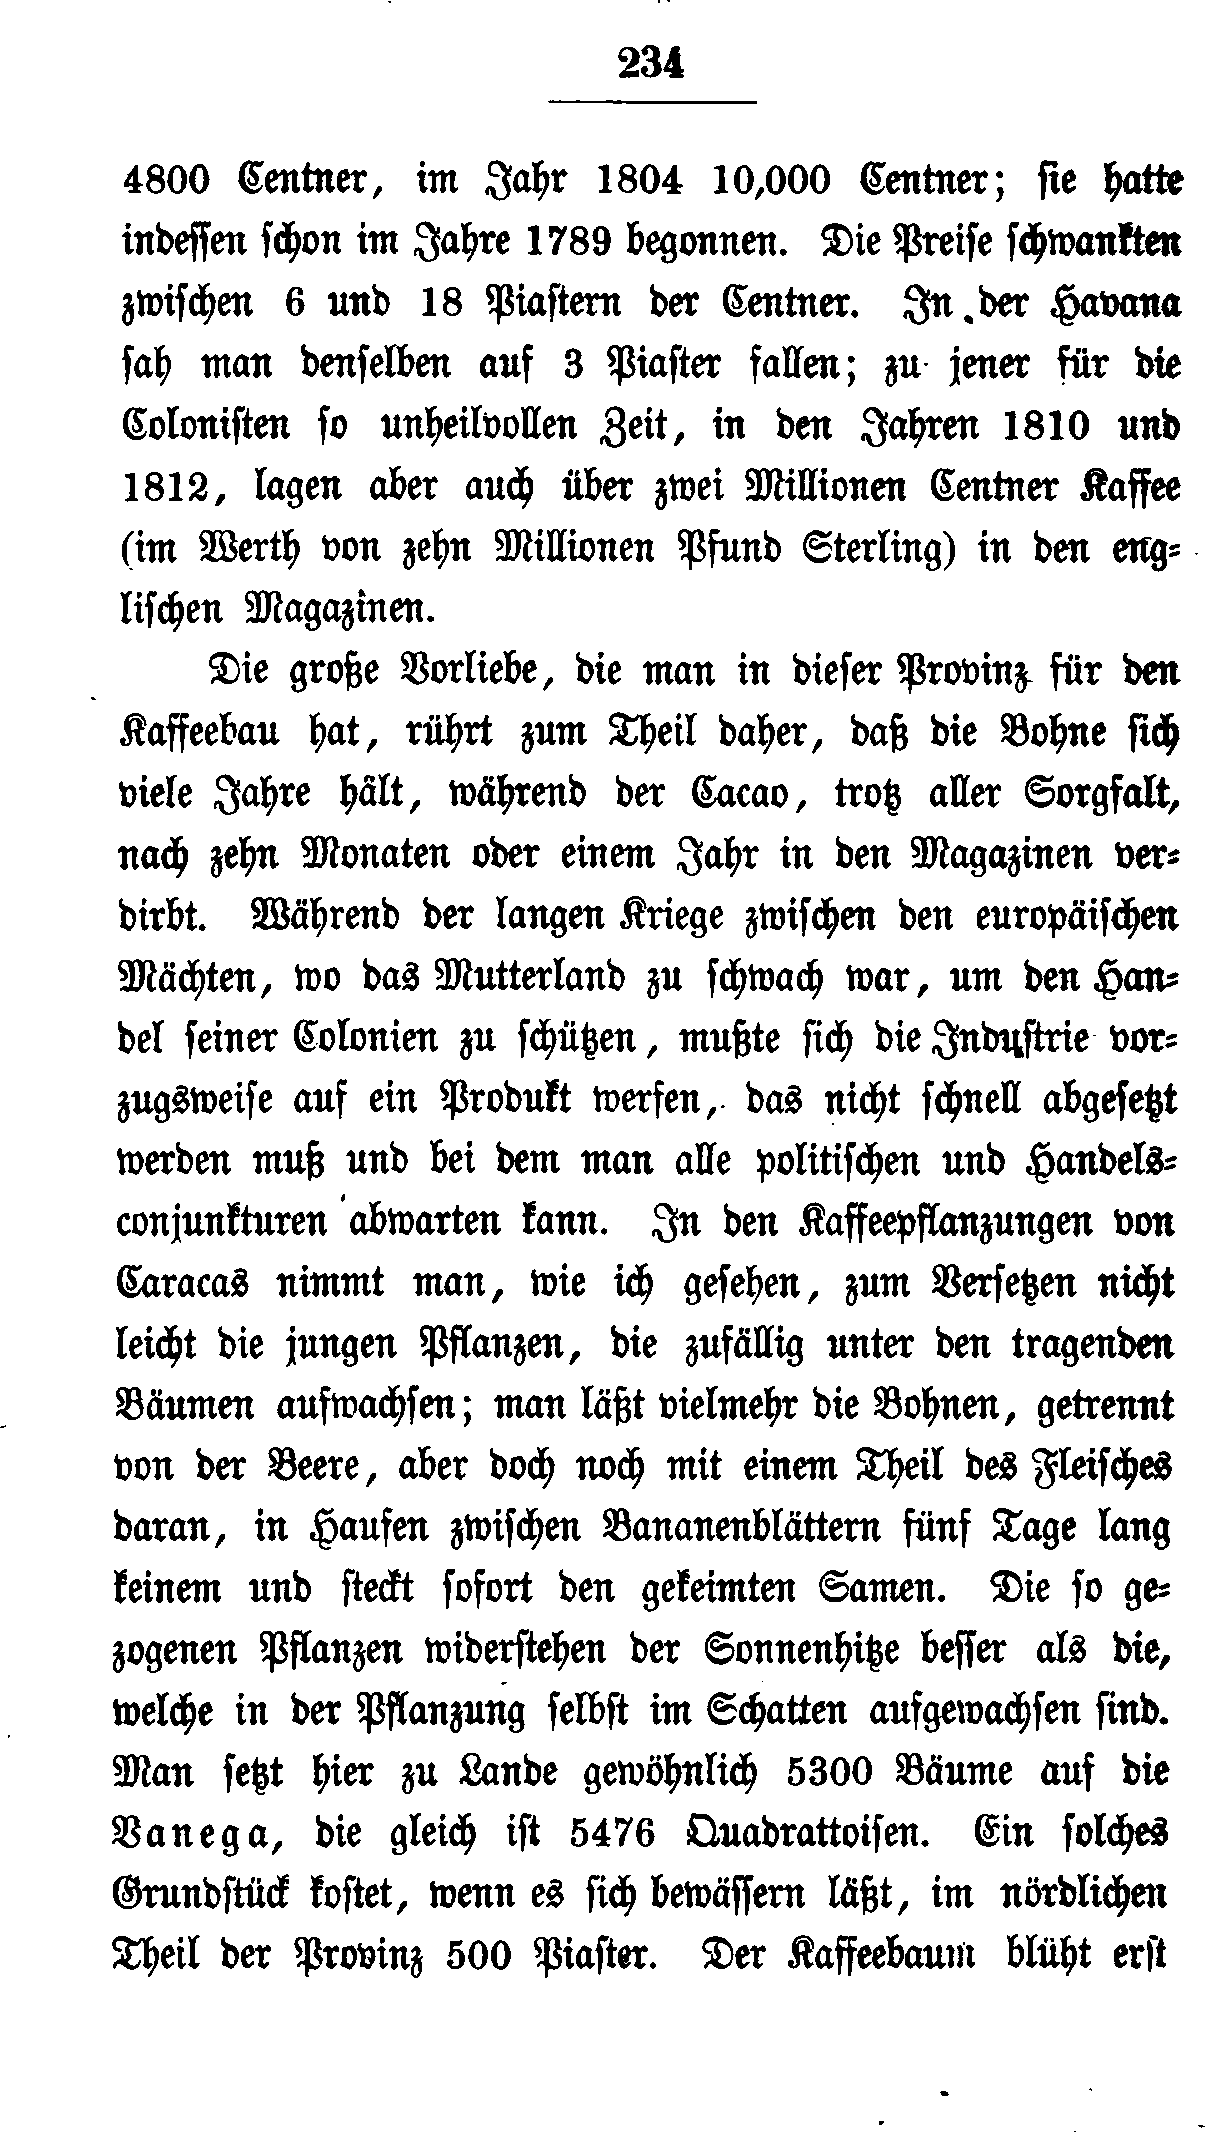 234
4800 Centner, im Jahr 1804 10,000 Centner; ſie hatte
indeſſen ſchon im Jahre 1789 begonnen. Die Preiſe ſchwankten
zwiſchen 6 und 18 Piaſtern der Centner. In der Havana
ſah man denſelben auf 3 Piaſter fallen; zu jener für die
Coloniſten ſo unheilvollen Zeit, in den Jahren 1810 und
1812, lagen aber auch über zwei Millionen Centner Kaffee
(im Werth von zehn Millionen Pfund Sterling) in den eng-
liſchen Magazinen.
Die große Vorliebe, die man in dieſer Provinz für den
Kaffeebau hat, rührt zum Theil daher, daß die Bohne ſich
viele Jahre hält, während der Cacao, trotz aller Sorgfalt,
nach zehn Monaten oder einem Jahr in den Magazinen ver-
dirbt. Während der langen Kriege zwiſchen den europäiſchen
Mächten, wo das Mutterland zu ſchwach war, um den Han-
del ſeiner Colonien zu ſchützen, mußte ſich die Induſtrie vor-
zugsweiſe auf ein Produkt werfen, das nicht ſchnell abgeſetzt
werden muß und bei dem man alle politiſchen und Handels-
conjunkturen abwarten kann. In den Kaffeepflanzungen von
Caracas nimmt man, wie ich geſehen, zum Verſetzen nicht
leicht die jungen Pflanzen, die zufällig unter den tragenden
Bäumen aufwachſen; man läßt vielmehr die Bohnen, getrennt
von der Beere, aber doch noch mit einem Theil des Fleiſches
daran, in Haufen zwiſchen Bananenblättern fünf Tage lang
keinem und ſteckt ſofort den gekeimten Samen. Die ſo ge-
zogenen Pflanzen widerſtehen der Sonnenhitze beſſer als die,
welche in der Pflanzung ſelbſt im Schatten aufgewachſen ſind.
Man ſetzt hier zu Lande gewöhnlich 5300 Bäume auf die
Vanega, die gleich iſt 5476 Quadrattoiſen. Ein ſolches
Grundſtück koſtet, wenn es ſich bewäſſern läßt, im nördlichen
Theil der Provinz 500 Piaſter. Der Kaffeebaum blüht erſt